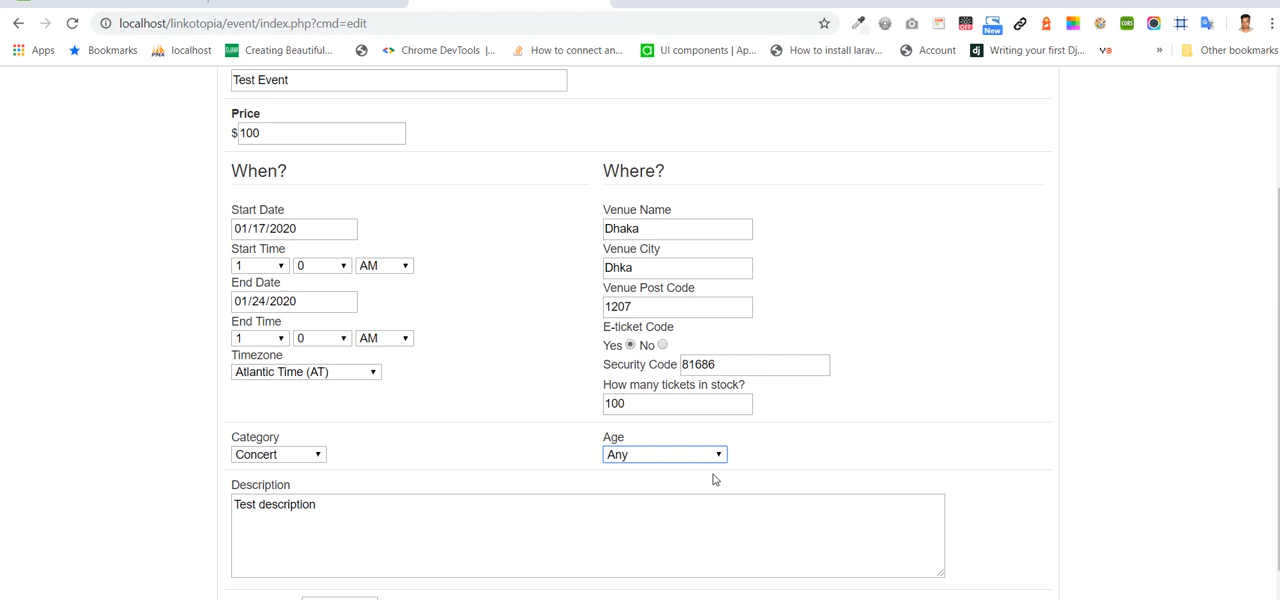 localhost/linkotopia/event/index.php?cmd=edit
New
OFF
CORS
Apps Bookmarks localhost Creating Beautiful... Chrome DevTools |... How to connect an... UI components | Ap... How to install larav... Account dj Writing your first Dj... » Other bookmarks
Test Event
Price
$100
When? Where?
Start Date Venue Name
01/17/2020 Dhaka
Start Time Venue City
1 0 AM Dhka
End Date Venue Post Code
01/24/2020 1207
End Time E-ticket Code
1 0 AM Yes No
Timezone Security Code 81686
Atlantic Time (AT) How many tickets in stock?
100
Category Age
Concert Any
Description
Test description